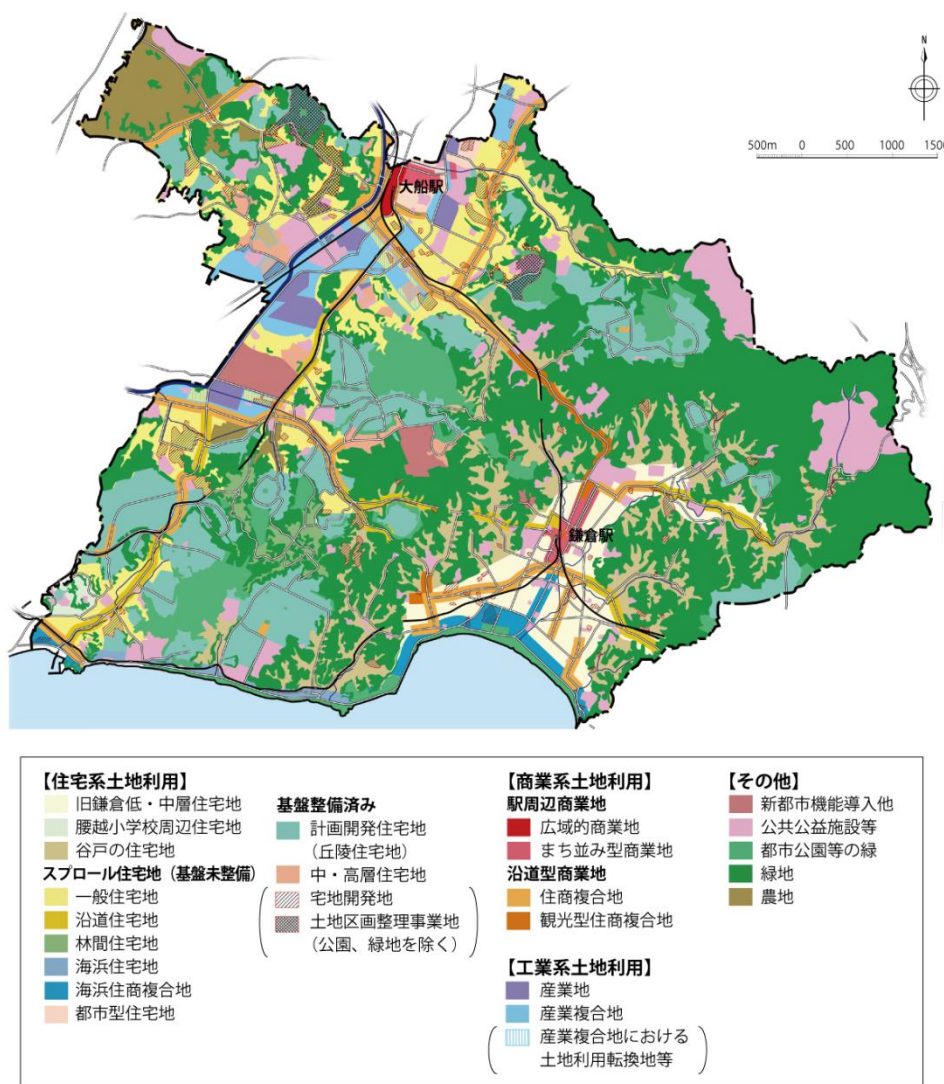 N
500m 0 500 1000 1500
大船駅
鎌倉駅
【住宅系土地利用】
旧鎌倉低・中層住宅地
腰越小学校周辺住宅地
谷戸の住宅地
スプロール住宅地（基盤未整備）
一般住宅地
沿道住宅地
林間住宅地
海浜住宅地
海浜住商複合地
都市型住宅地
基盤整備済み
計画開発住宅地
（丘陵住宅地）
中・高層住宅地
宅地開発地
土地区画整理事業地
（公園、緑地を除く）
【商業系土地利用】
駅周辺商業地
広域的商業地
まち並み型商業地
沿道型商業地
住商複合地
観光型住商複合地
【工業系土地利用】
産業地
産業複合地
産業複合地における
土地利用転換地等
【その他】
新都市機能導入他
公共公益施設等
都市公園等の緑
緑地
農地